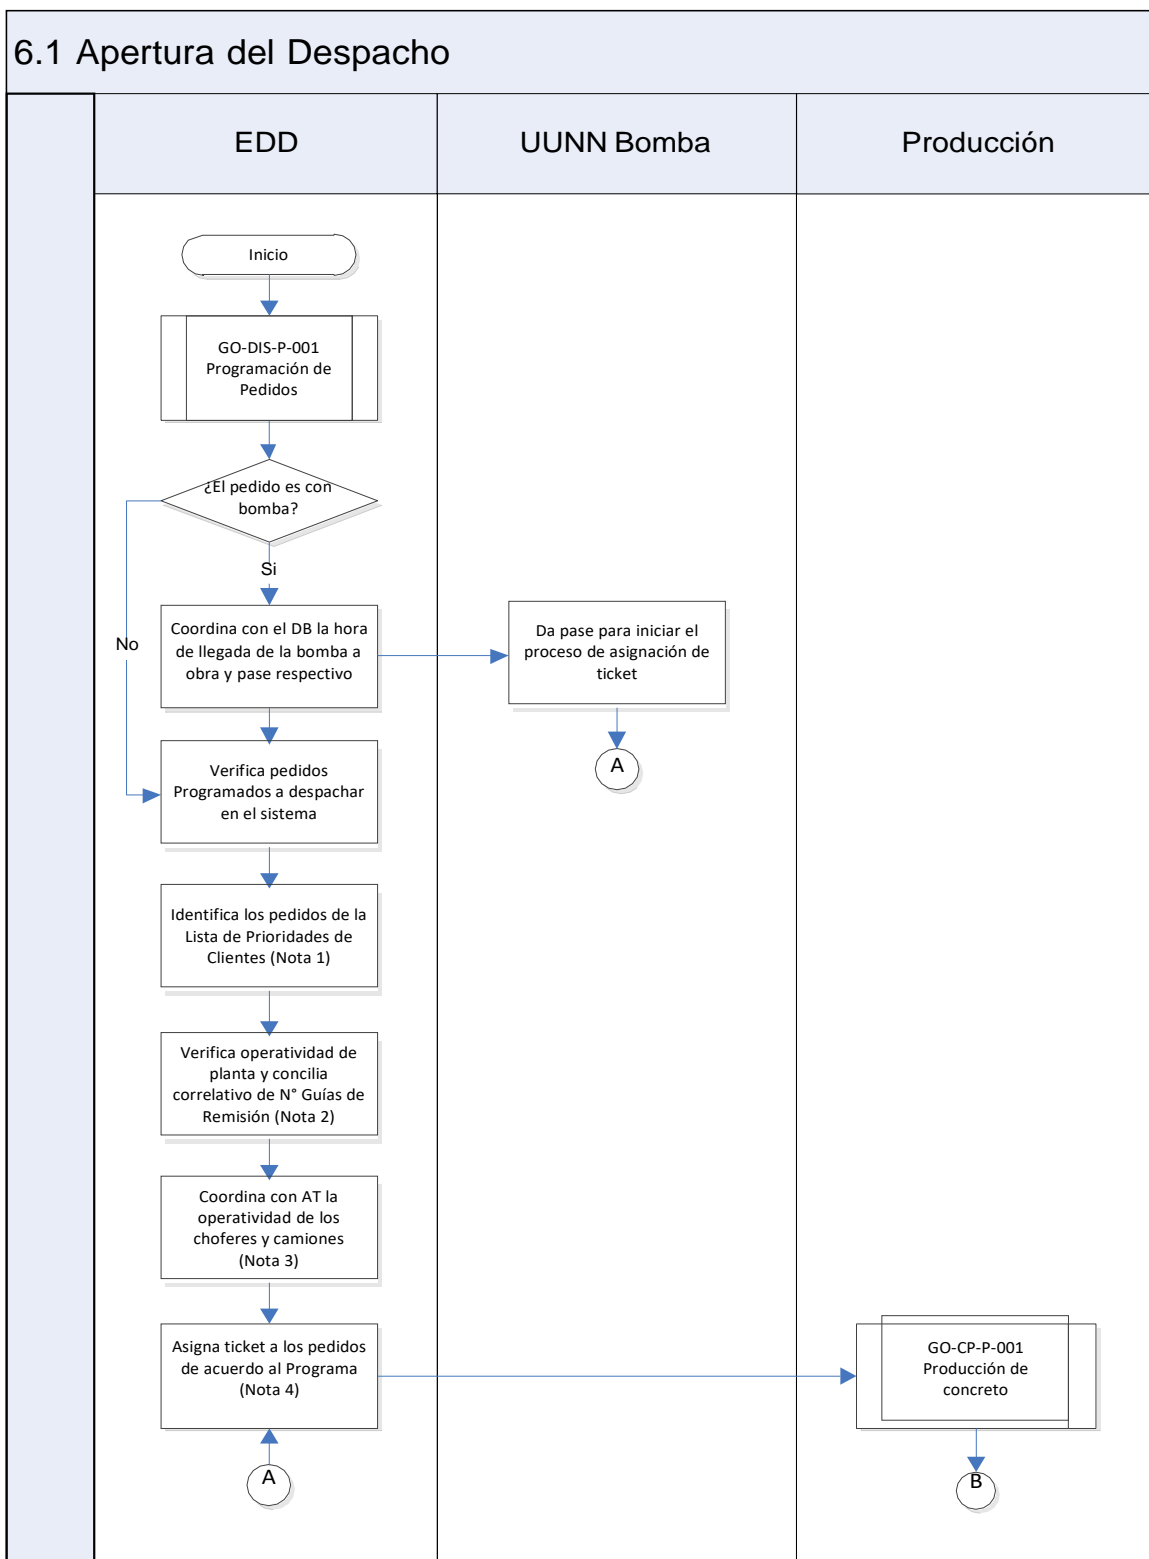 6.1 Apertura del Despacho
EDD
UUNN Bomba
Producción
Inicio
GO-DIS-P-001
Programación de
Pedidos
¿El pedido es con
bomba?
Si
No
Coordina con el DB la hora
de llegada de la bomba a
obra y pase respectivo
Da pase para iniciar el
proceso de asignación de
ticket
A
Verifica pedidos
Programados a despachar
en el sistema
Identifica los pedidos de la
Lista de Prioridades de
Clientes (Nota 1)
Verifica operatividad de
planta y concilia
correlativo de N° Guías de
Remisión (Nota 2)
Coordina con AT la
operatividad de los
choferes y camiones
(Nota 3)
Asigna ticket a los pedidos
de acuerdo al Programa
(Nota 4)
GO-CP-P-001
Producción de
concreto
A
B